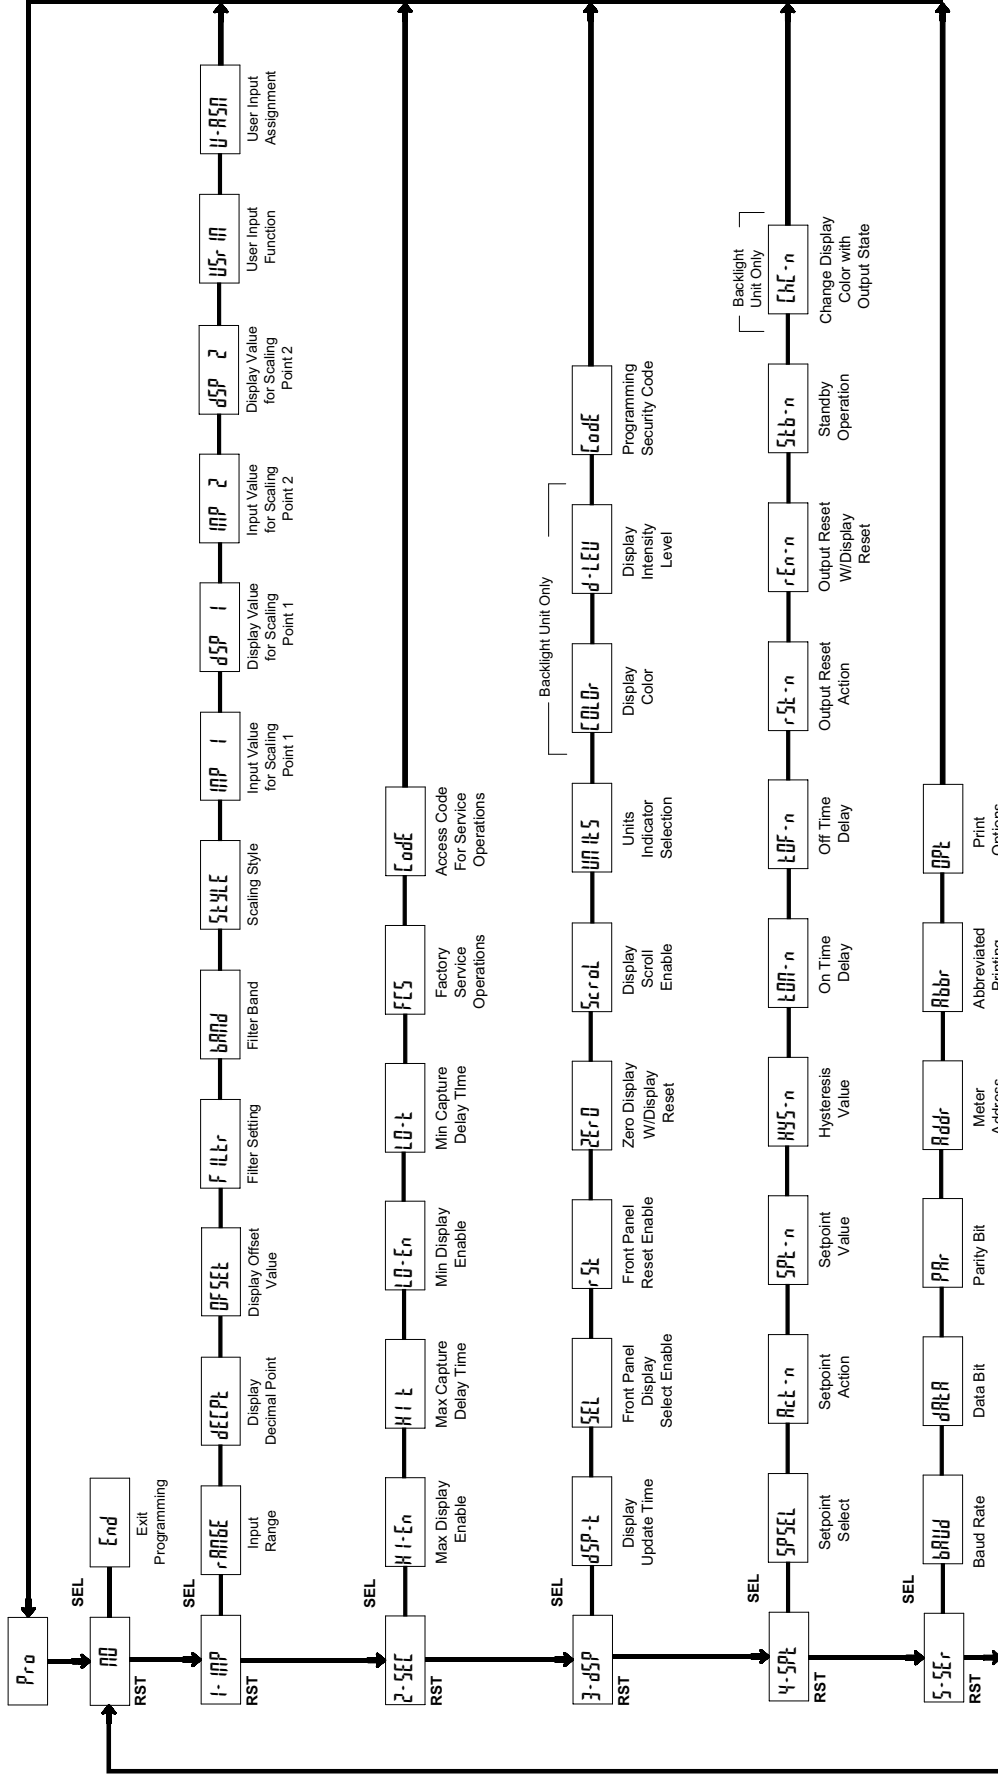 Pro
NO
SEL
End
Exit
Programming
RST
1-INP
SEL
rANGE
Input
Range
dECPt
Display
Decimal Point
OFSEt
Display Offset
Value
FILtr
Filter Setting
bANd
Filter Band
StYLE
Scaling Style
INP 1
Input Value
for Scaling
Point 1
dSP 1
Display Value
for Scaling
Point 1
INP 2
Input Value
for Scaling
Point 2
dSP 2
Display Value
for Scaling
Point 2
USrIN
User Input
Function
U-ASN
User Input
Assignment
RST
2-SEC
SEL
HI-En
Max Display
Enable
HI t
Max Capture
Delay Time
LO-En
Min Display
Enable
LO-t
Min Capture
Delay TIme
FCS
Factory
Service
Operations
CodE
Access Code
For Service
Operations
RST
3-dSP
SEL
dSP-t
Display
Update Time
SEL
Front Panel
Display
Select Enable
rSt
Front Panel
Reset Enable
ZErO
Zero Display
W/Display
Reset
ScroL
Display
Scroll
Enable
UNItS
Units
Indicator
Selection
Backlight Unit Only
COLOr
Display
Color
d-LEU
Display
Intensity
Level
CodE
Programming
Security Code
RST
4-SPt
SEL
SPSEL
Setpoint
Select
Act-n
Setpoint
Action
SPt-n
Setpoint
Value
HYS-n
Hysteresis
Value
tON-n
On Time
Delay
tOF-n
Off Time
Delay
rSt-n
Output Reset
Action
rEn-n
Output Reset
W/Display
Reset
Stb-n
Standby
Operation
Backlight
Unit Only
ChC-n
Change Display
Color with
Output State
RST
5-SEr
SEL
bAUd
Baud Rate
dAtA
Data Bit
PAr
Parity Bit
Addr
Meter
Address
Abbr
Abbreviated
Printing
OPt
Print
Options
RST